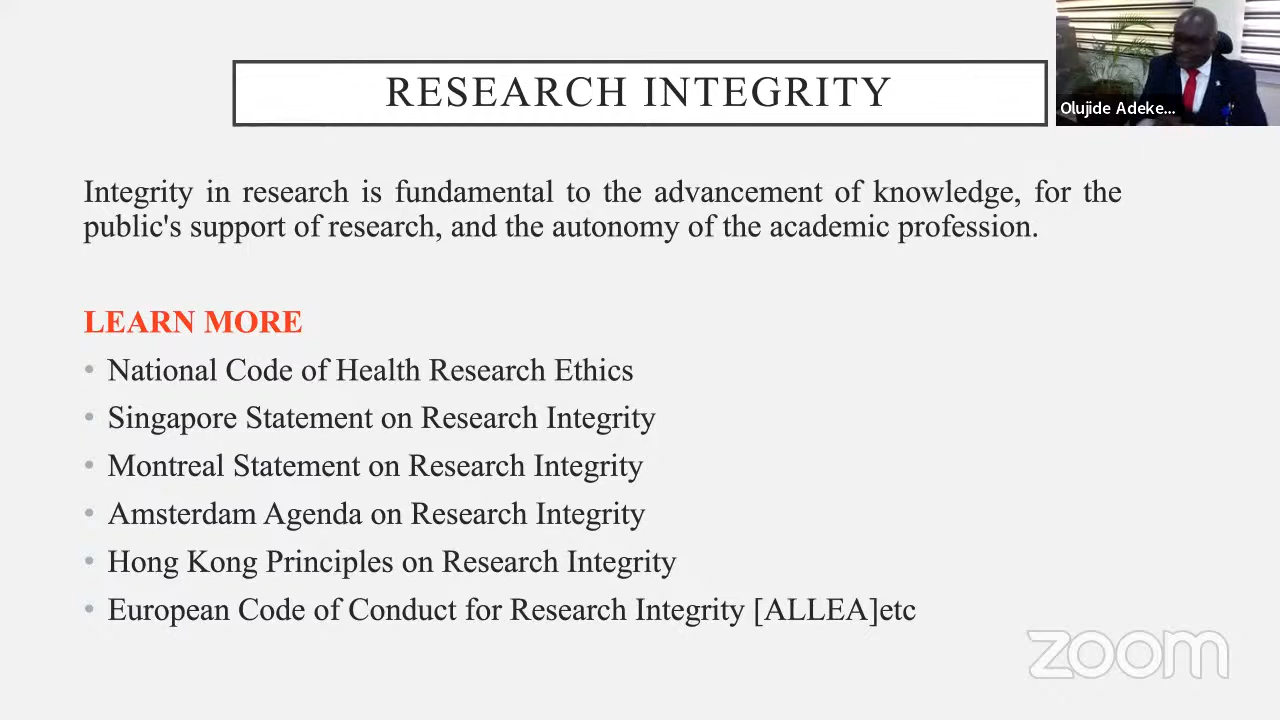 RESEARCH INTEGRITY
Olujide Adeke...
Integrity in research is fundamental to the advancement of knowledge, for the
public's support of research, and the autonomy of the academic profession.
LEARN MORE
• National Code of Health Research Ethics
• Singapore Statement on Research Integrity
• Montreal Statement on Research Integrity
• Amsterdam Agenda on Research Integrity
• Hong Kong Principles on Research Integrity
• European Code of Conduct for Research Integrity [ALLEA]etc
zoom